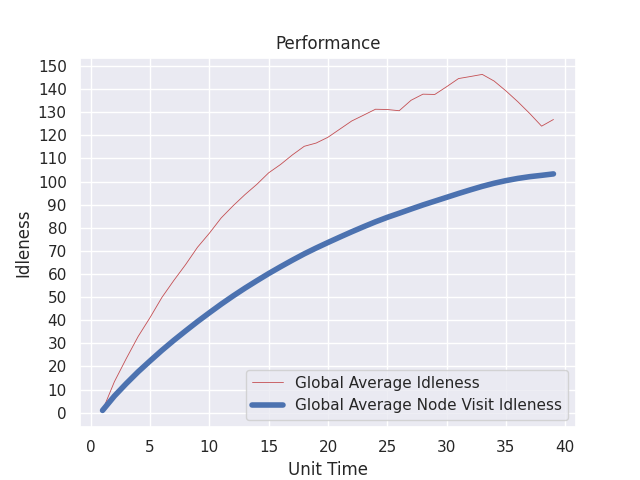 Performance
150
140
130
120
110
100
90
80
70
60
50
40
30
20
10
0
Idleness
Global Average Idleness
Global Average Node Visit Idleness
0 5 10 15 20 25 30 35 40
Unit Time